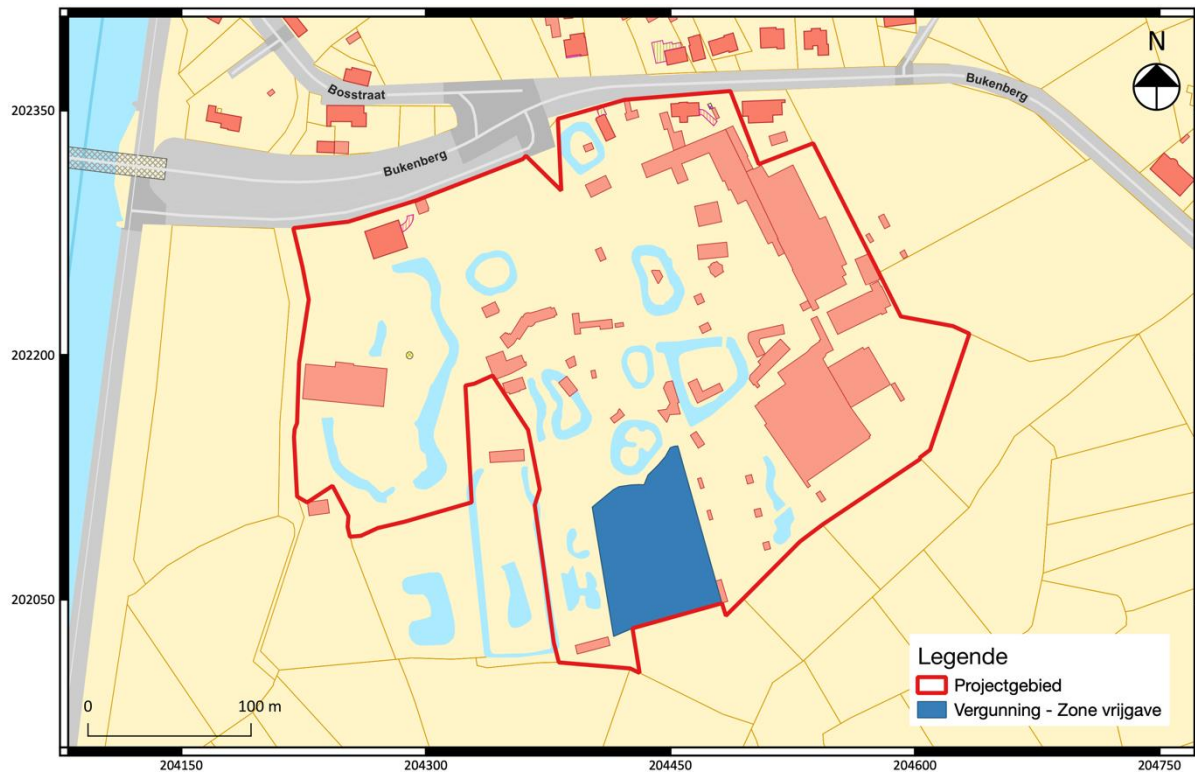 N
Bosstraat
Bukenberg
Bukenberg
202350
202200
202050
0 100 m
Legende
Projectgebied
Vergunning - Zone vrijgave
204150 204300 204450 204600 204750